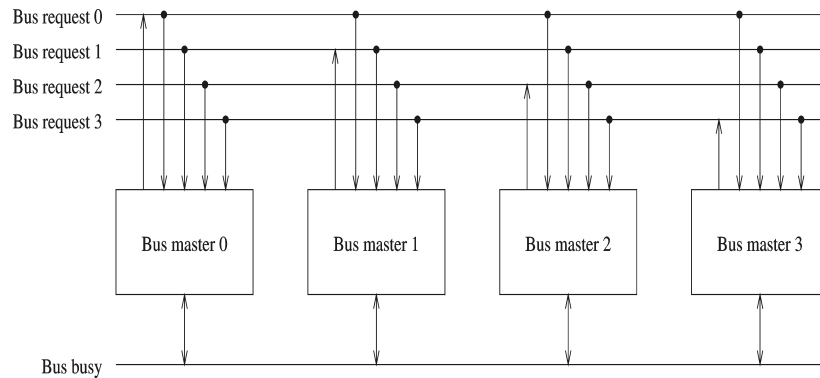 Bus request 0
Bus request 1
Bus request 2
Bus request 3
Bus master 0
Bus master 1
Bus master 2
Bus master 3
Bus busy